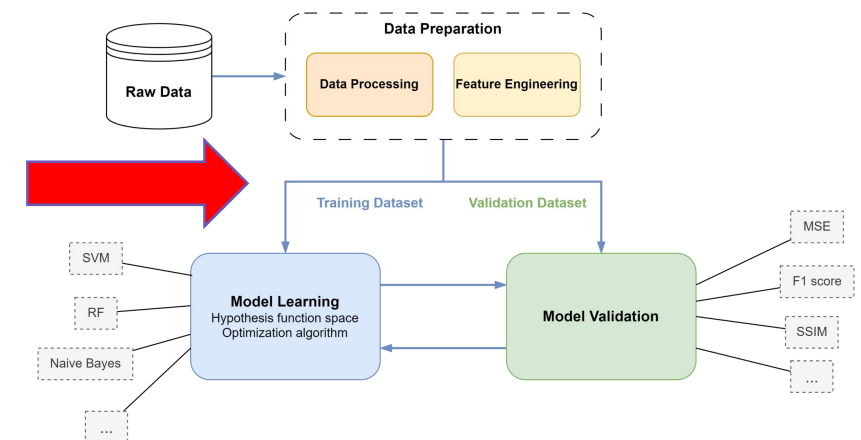 Data Preparation
Raw Data
Data Processing
Feature Engineering
Training Dataset
Validation Dataset
SVM
RF
Naive Bayes
...
Model Learning
Hypothesis function space
Optimization algorithm
Model Validation
MSE
F1 score
SSIM
...